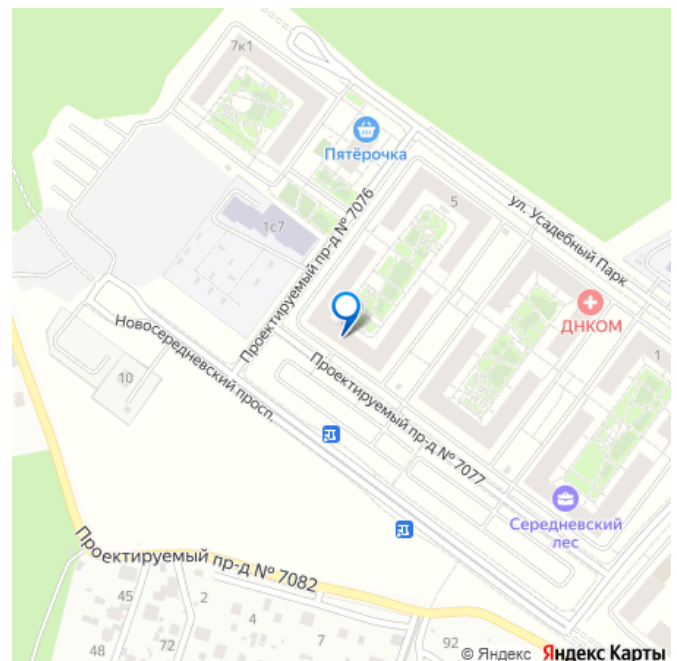 7к1
Пятёрочка
5
ул. Усадебный Парк
1с7
Проектируемый пр-д № 7076
ДНКОМ
1
Новосередневский просп.
10
Проектируемый пр-д № 7077
Середневский
лес
Проектируемый пр-д № 7082
45
2
4
7
48
72
92
© Яндекс Яндекс Карты